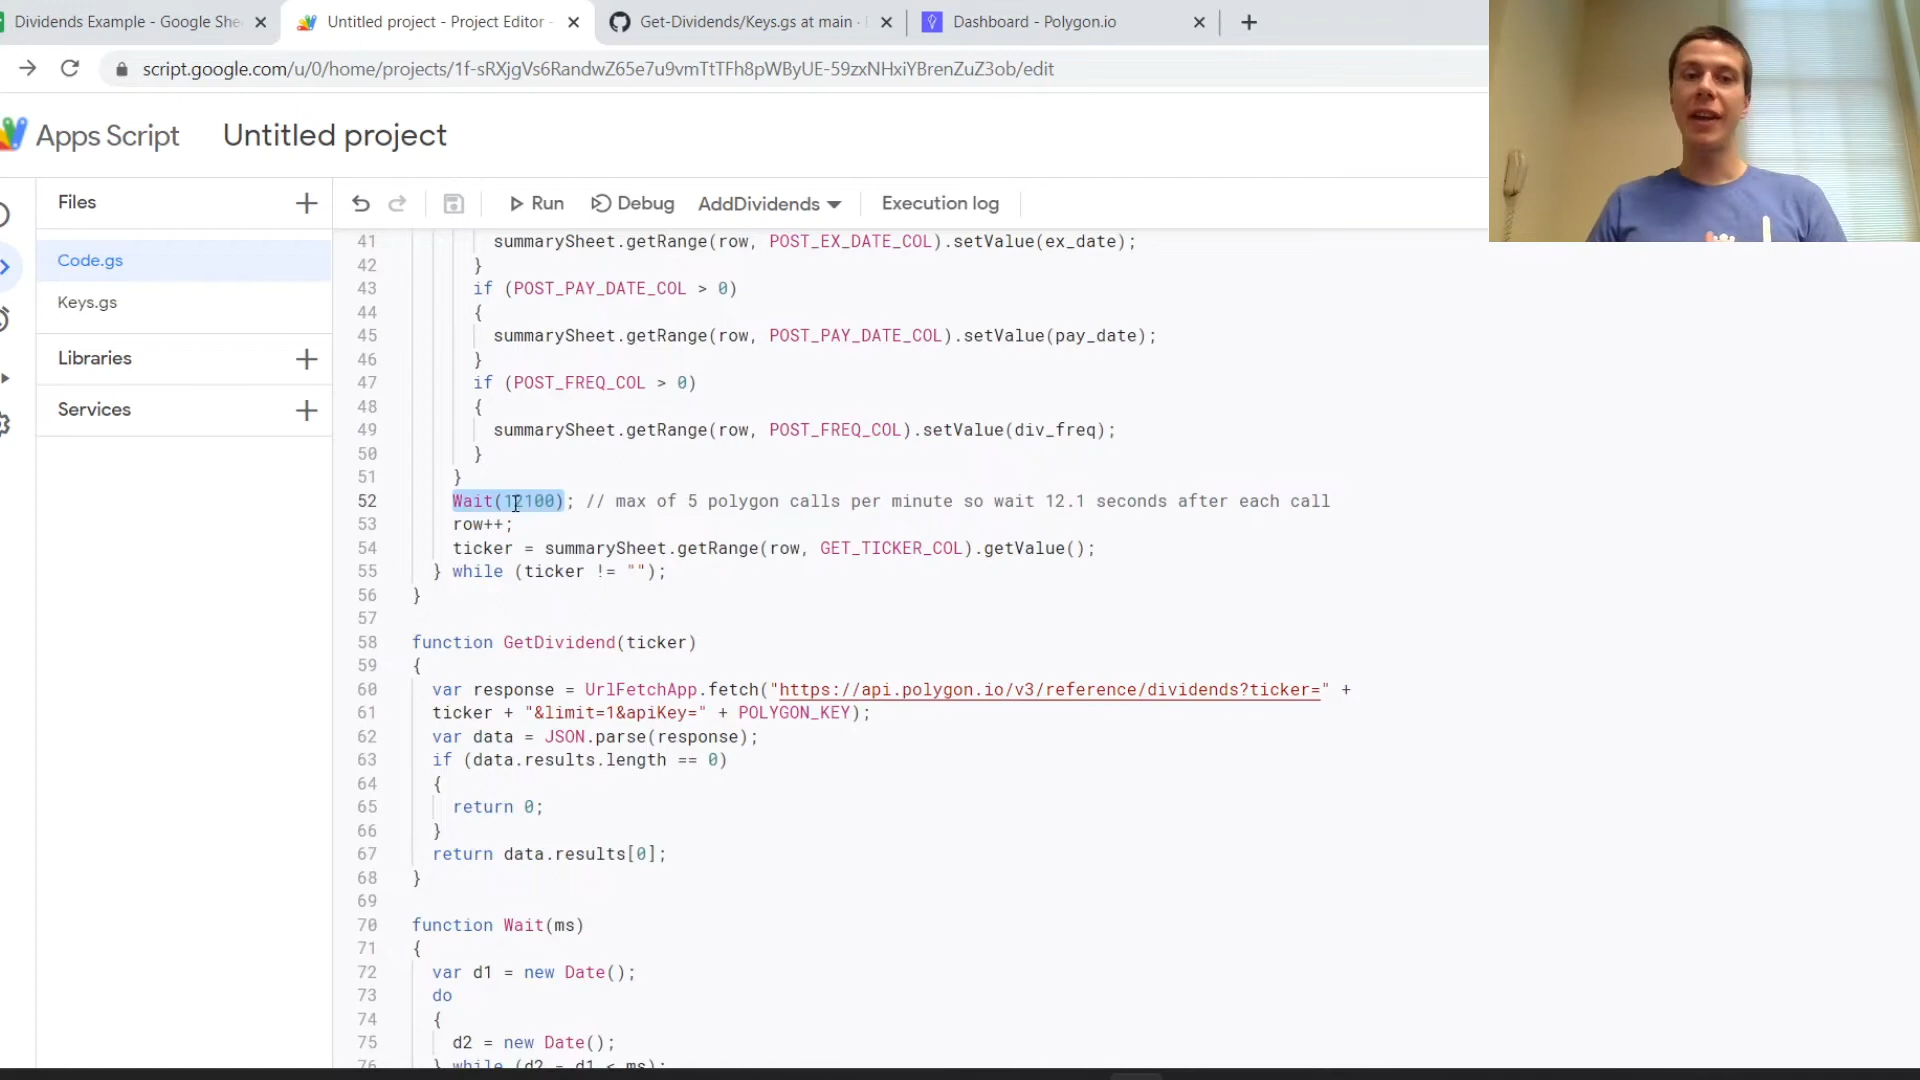 Dividends Example - Google She
Untitled project - Project Editor -
Get-Dividends/Keys.gs at main ·
Dashboard - Polygon.io
script.google.com/u/0/home/projects/1f-sRXjgVs6RandwZ65e7u9vmTtTFh8pWByUE-59zxNHxiYBrenZuZ3ob/edit
Apps Script Untitled project
Files
Run Debug AddDividends Execution log
Code.gs
Keys.gs
Libraries
Services
41 summarySheet.getRange(row, POST_EX_DATE_COL).setValue(ex_date);
42 }
43 if (POST_PAY_DATE_COL > 0)
44 {
45 summarySheet.getRange(row, POST_PAY_DATE_COL).setValue(pay_date);
46 }
47 if (POST_FREQ_COL > 0)
48 {
49 summarySheet.getRange(row, POST_FREQ_COL).setValue(div_freq);
50 }
51 }
52 Wait(12100); // max of 5 polygon calls per minute so wait 12.1 seconds after each call
53 row++;
54 ticker = summarySheet.getRange(row, GET_TICKER_COL).getValue();
55 } while (ticker != "");
56 }
57
58 function GetDividend(ticker)
59 {
60 var response = UrlFetchApp.fetch("https://api.polygon.io/v3/reference/dividends?ticker=" +
61 ticker + "&limit=1&apiKey=" + POLYGON_KEY);
62 var data = JSON.parse(response);
63 if (data.results.length == 0)
64 {
65 return 0;
66 }
67 return data.results[0];
68 }
69
70 function Wait(ms)
71 {
72 var d1 = new Date();
73 do
74 {
75 d2 = new Date();
76 } while (d2 - d1 < ms);